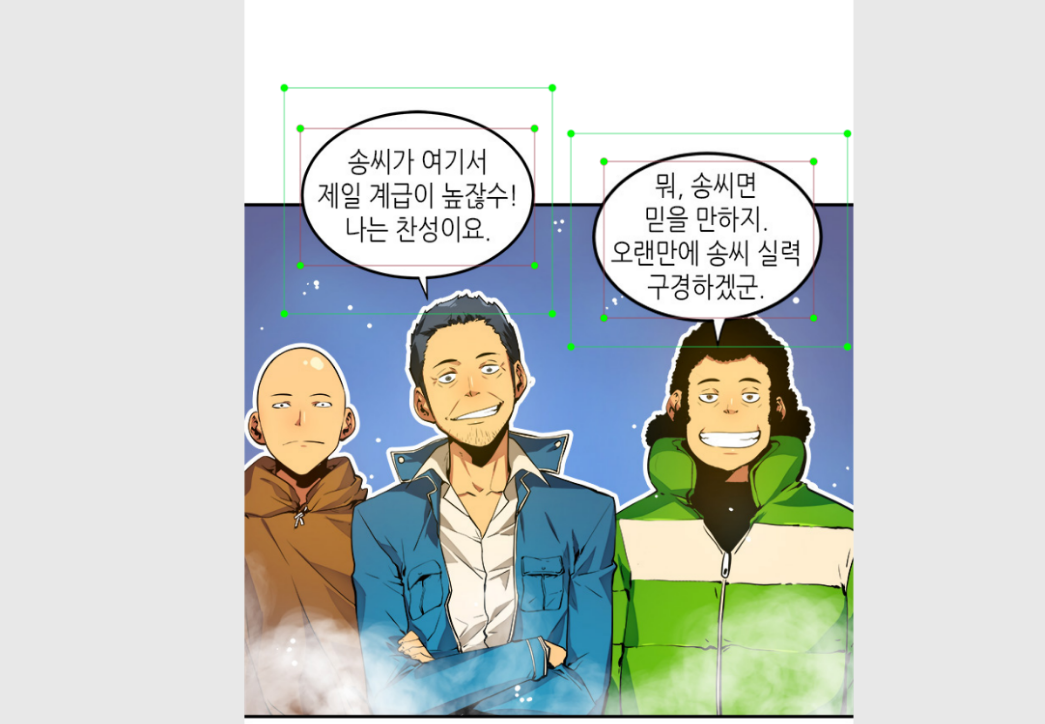 송씨가 여기서
제일 계급이 높잖수!
나는 찬성이요.
뭐, 송씨면
믿을 만하지.
오랜만에 송씨 실력
구경하겠군.